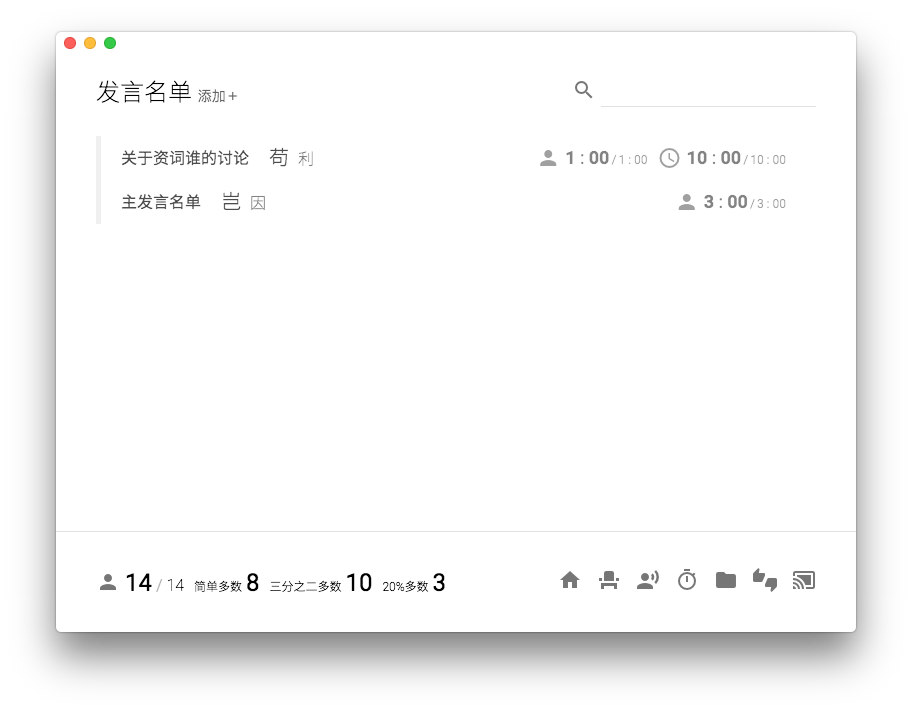 发言名单 添加+
关于资词谁的讨论 苟 利 1 : 00 / 1 : 00 10 : 00 / 10 : 00
主发言名单 岂 因 3 : 00 / 3 : 00
14 / 14 简单多数 8 三分之二多数 10 20%多数 3